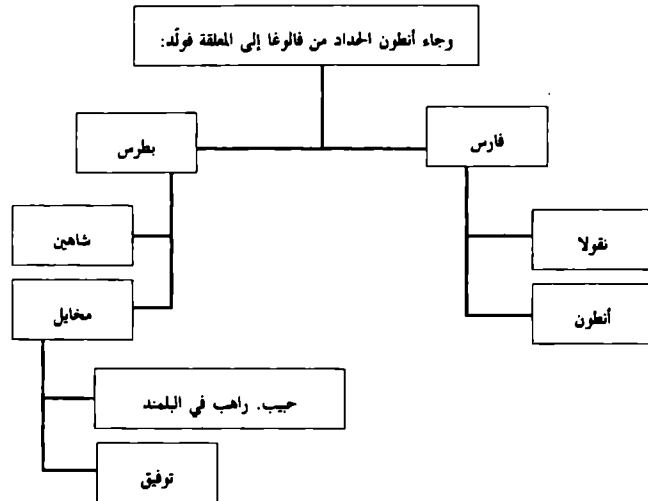 وجاء أنطون الحداد من فالوغا إلى المعلقة فولّد:
فارس
بطرس
نقولا
شاهين
أنطون
مخايل
حبيب. راهب في البلمند
توفيق